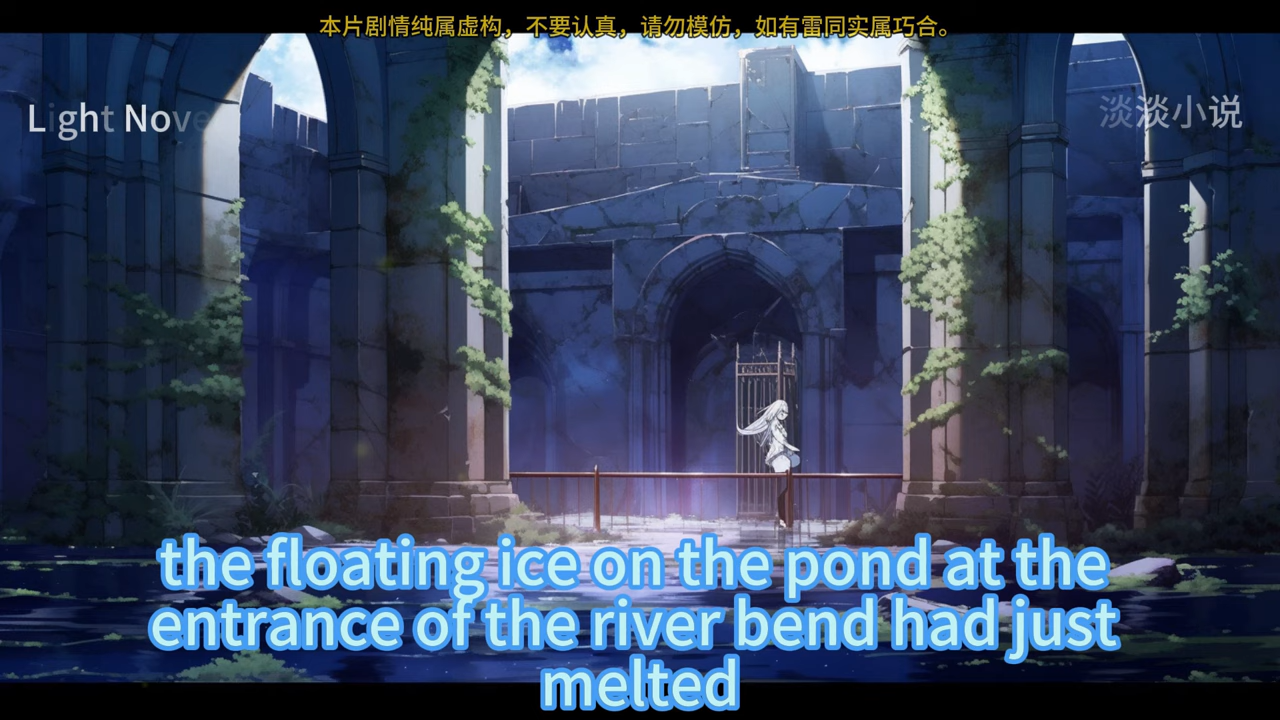 本片剧情纯属虚构，不要认真，请勿模仿，如有雷同实属巧合。
Light Nove
淡淡小说
the floating ice on the pond at the
entrance of the river bend had just
melted